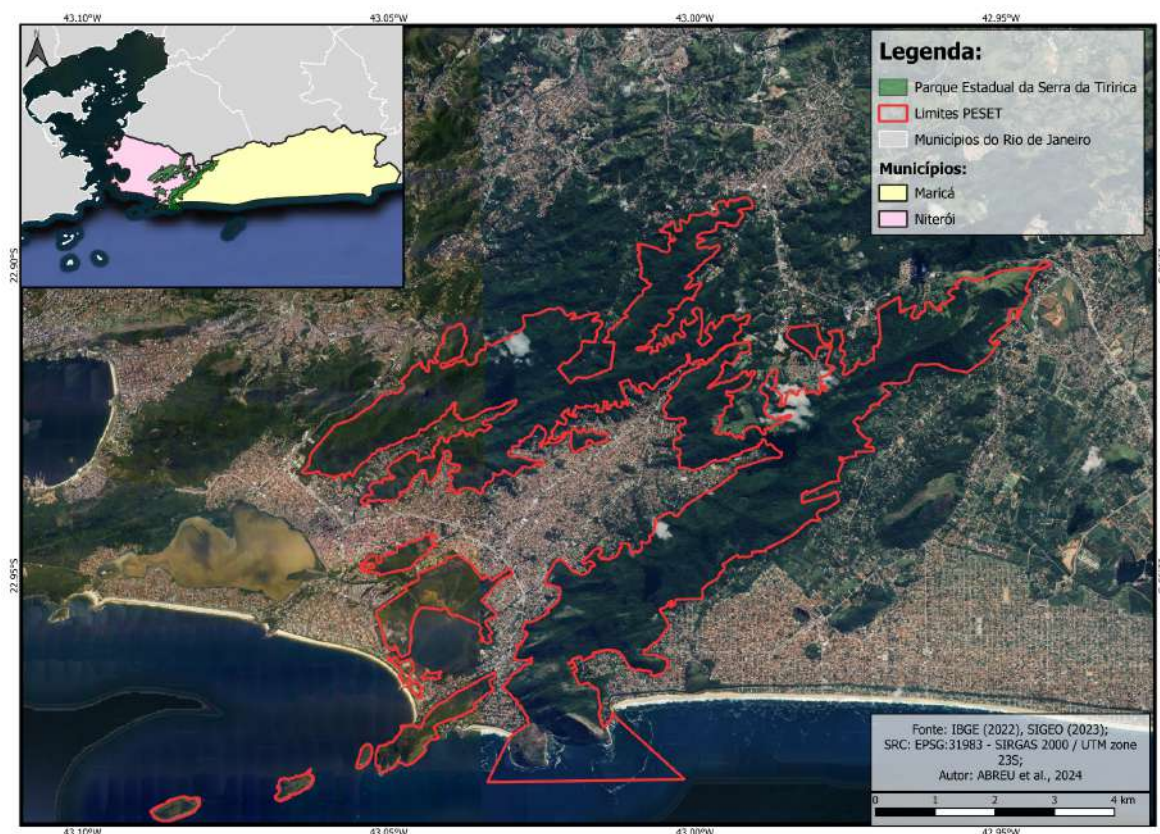 43.10°W 43.05°W 43.00°W 42.95°W
N
Legenda:
Parque Estadual da Serra da Tiririca
Limites PESET
Municípios do Rio de Janeiro
Municípios:
Maricá
Niterói
22.90°S
22.95°S
Fonte: IBGE (2022), SIGEO (2023);
SRC: EPSG:31983 - SIRGAS 2000 / UTM zone
23S;
Autor: ABREU et al., 2024
0 1 2 3 4 km
43.10°W 43.05°W 43.00°W 42.95°W